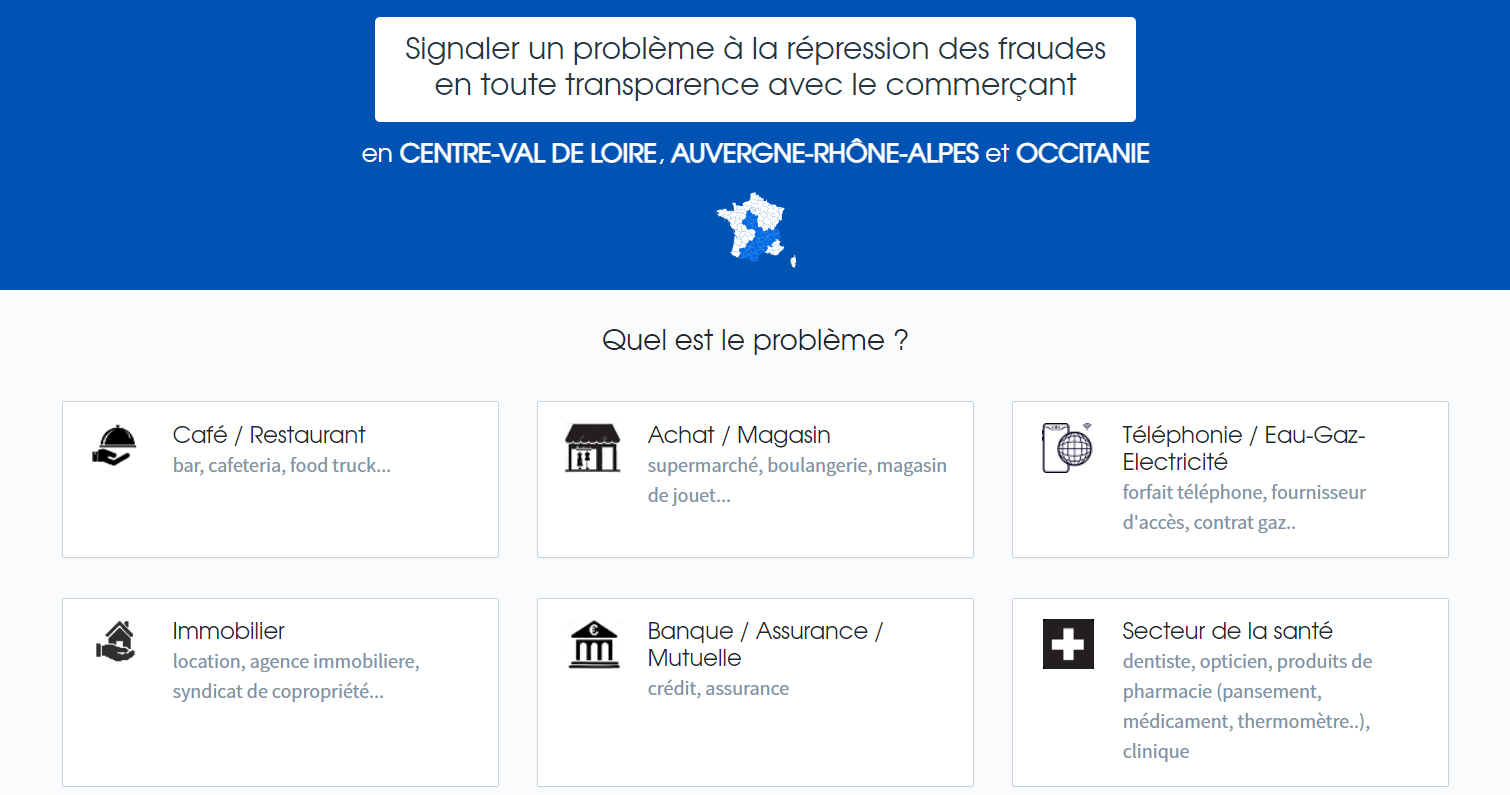 Signaler un problème à la répression des fraudes
en toute transparence avec le commerçant
en CENTRE-VAL DE LOIRE, AUVERGNE-RHÔNE-ALPES et OCCITANIE
Quel est le problème ?
Café / Restaurant
bar, cafeteria, food truck...
Achat / Magasin
supermarché, boulangerie, magasin
de jouet...
Téléphonie / Eau-Gaz-
Electricité
forfait téléphone, fournisseur
d'accès, contrat gaz..
Immobilier
location, agence immobiliere,
syndicat de copropriété...
Banque / Assurance /
Mutuelle
crédit, assurance
Secteur de la santé
dentiste, opticien, produits de
pharmacie (pansement,
médicament, thermomètre..),
clinique